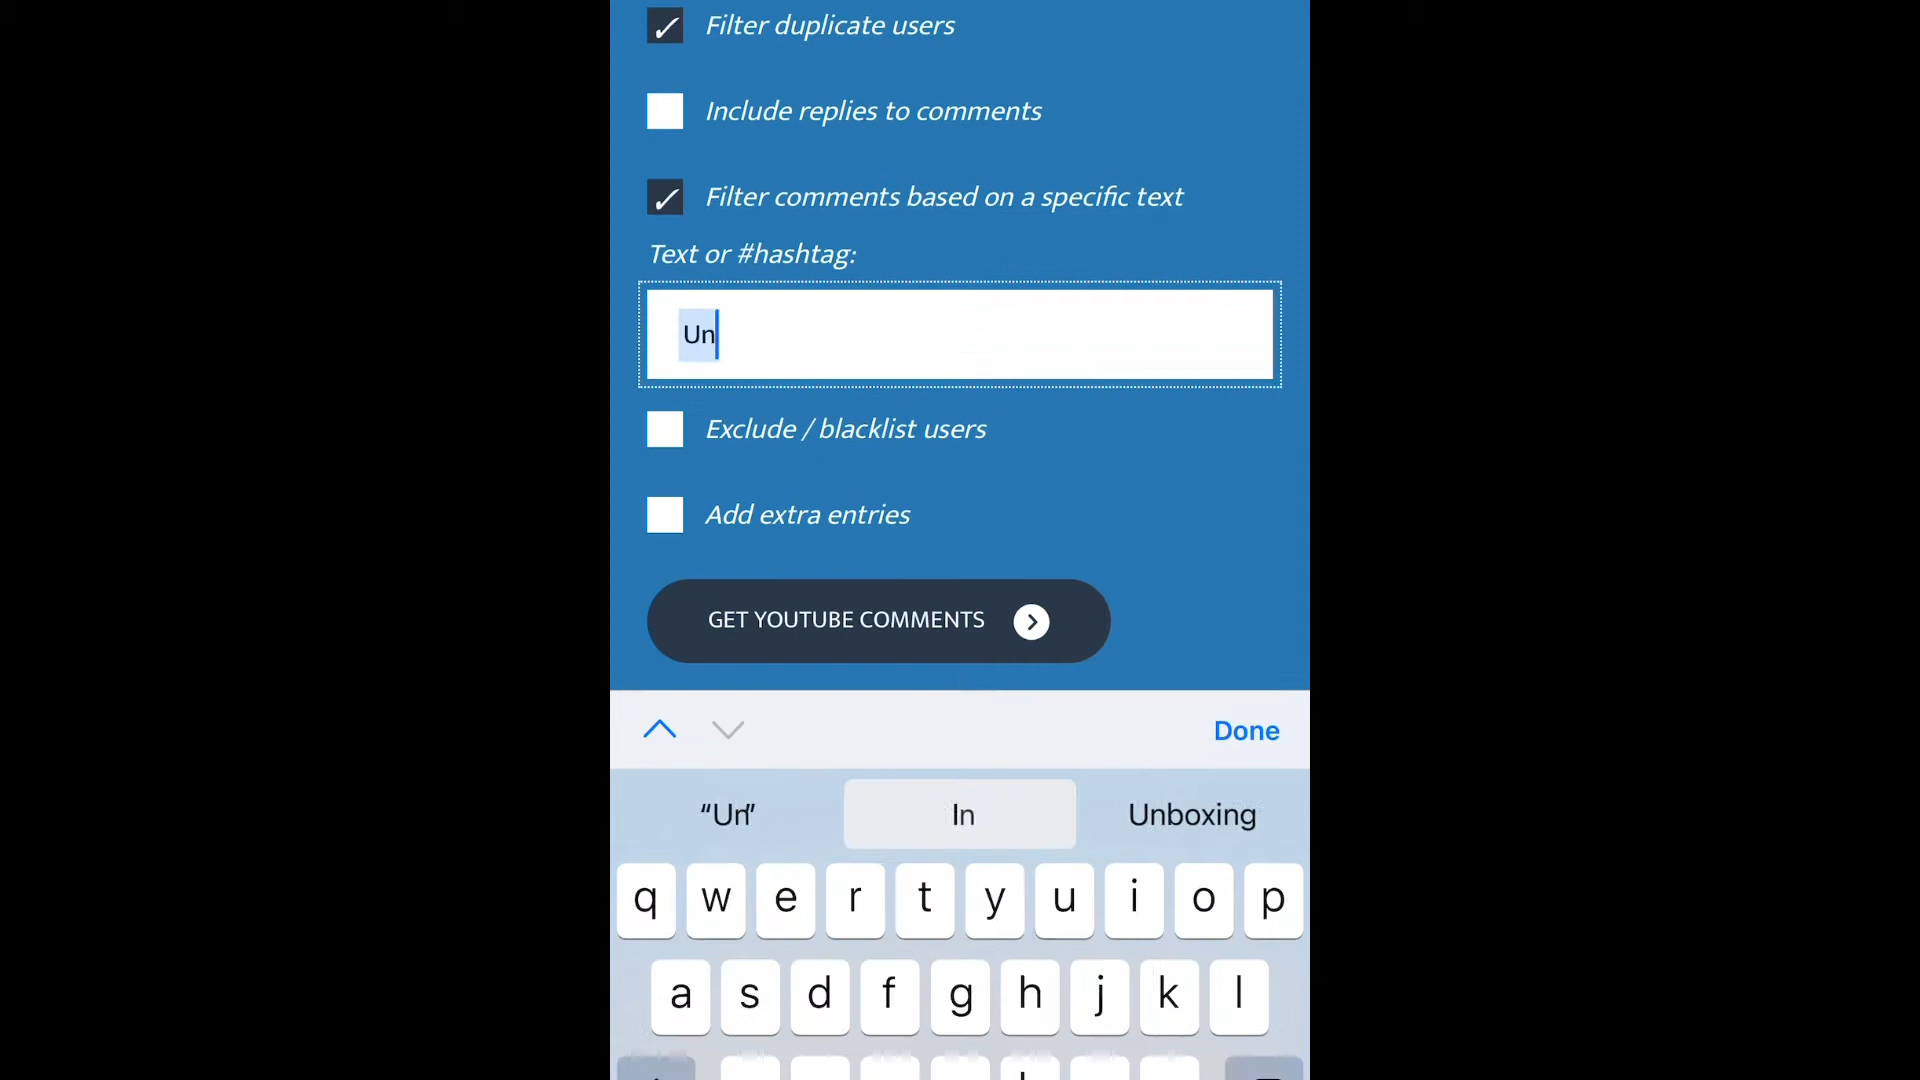 Filter duplicate users
Include replies to comments
Filter comments based on a specific text
Text or #hashtag:
Un
Exclude / blacklist users
Add extra entries
GET YOUTUBE COMMENTS
Done
“Un” In Unboxing
q w e r t y u i o p
a s d f g h j k l